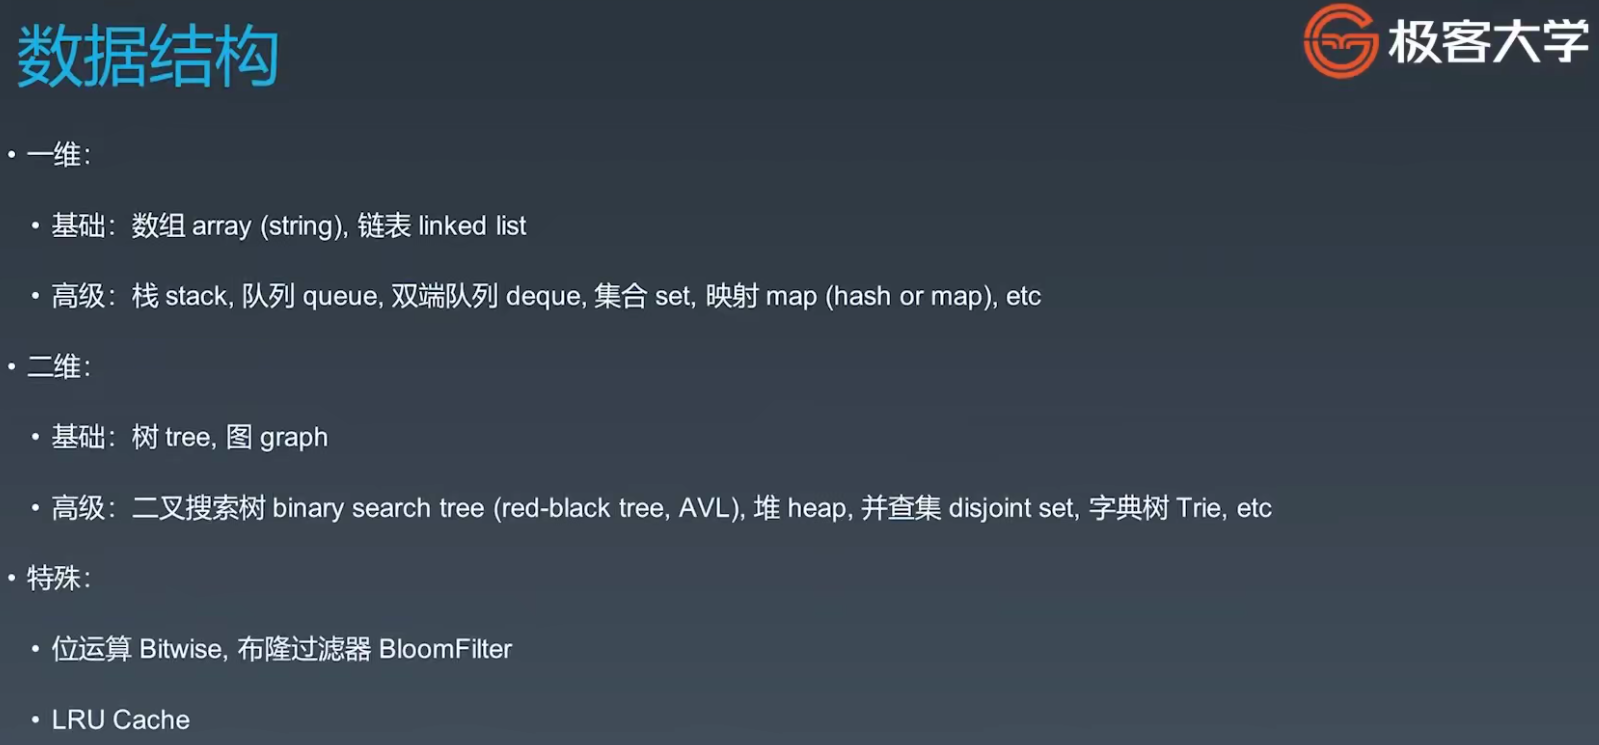 数据结构
极客大学
• 一维：
• 基础：数组 array (string), 链表 linked list
• 高级：栈 stack, 队列 queue, 双端队列 deque, 集合 set, 映射 map (hash or map), etc
• 二维：
• 基础：树 tree, 图 graph
• 高级：二叉搜索树 binary search tree (red-black tree, AVL), 堆 heap, 并查集 disjoint set, 字典树 Trie, etc
• 特殊：
• 位运算 Bitwise, 布隆过滤器 BloomFilter
• LRU Cache